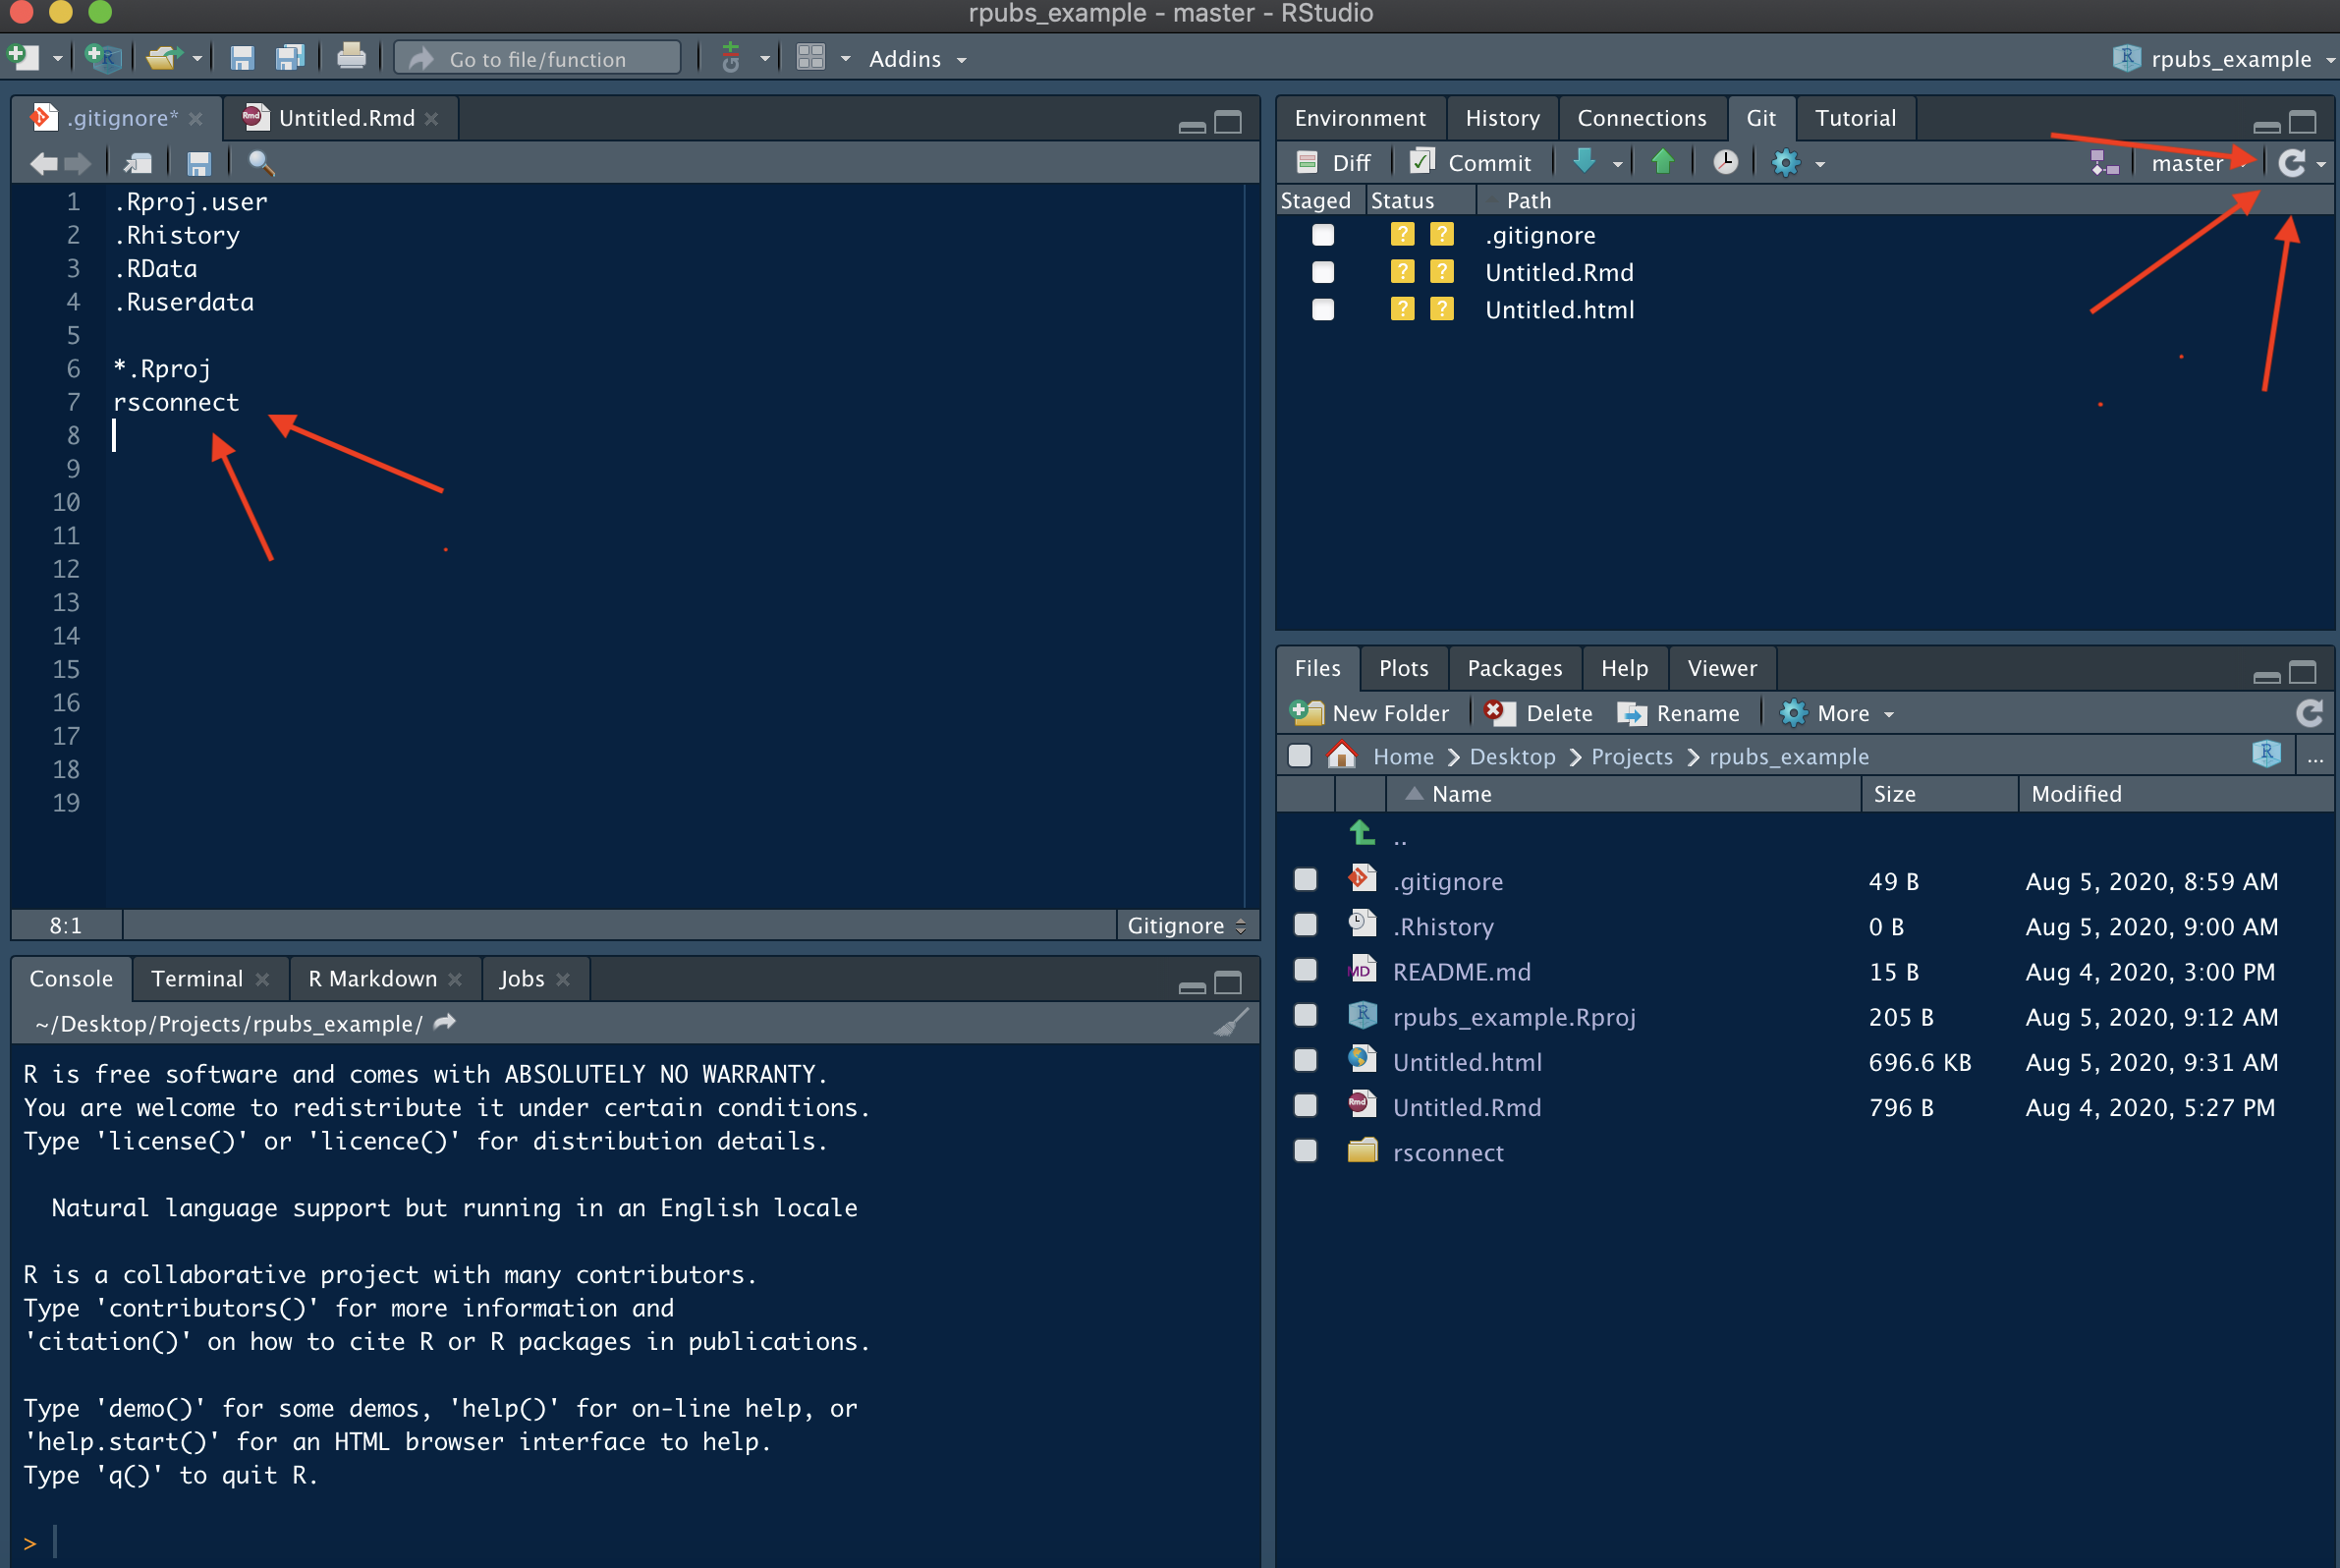 rpubs_example - master - RStudio
Go to file/function
Addins
rpubs_example
.gitignore*
Untitled.Rmd
1 .Rproj.user
2 .Rhistory
3 .RData
4 .Ruserdata
5
6 *.Rproj
7 rsconnect
8
9
10
11
12
13
14
15
16
17
18
19
8:1
Gitignore
Console
Terminal
R Markdown
Jobs
~/Desktop/Projects/rpubs_example/
R is free software and comes with ABSOLUTELY NO WARRANTY.
You are welcome to redistribute it under certain conditions.
Type 'license()' or 'licence()' for distribution details.
Natural language support but running in an English locale
R is a collaborative project with many contributors.
Type 'contributors()' for more information and
'citation()' on how to cite R or R packages in publications.
Type 'demo()' for some demos, 'help()' for on-line help, or
'help.start()' for an HTML browser interface to help.
Type 'q()' to quit R.
>
Environment
History
Connections
Git
Tutorial
Diff
Commit
master
Staged Status Path
? ? .gitignore
? ? Untitled.Rmd
? ? Untitled.html
Files
Plots
Packages
Help
Viewer
New Folder
Delete
Rename
More
Home
Desktop
Projects
rpubs_example
R
...
Name Size Modified
..
.gitignore 49 B Aug 5, 2020, 8:59 AM
.Rhistory 0 B Aug 5, 2020, 9:00 AM
MD README.md 15 B Aug 4, 2020, 3:00 PM
R rpubs_example.Rproj 205 B Aug 5, 2020, 9:12 AM
Untitled.html 696.6 KB Aug 5, 2020, 9:31 AM
Rmd Untitled.Rmd 796 B Aug 4, 2020, 5:27 PM
rsconnect